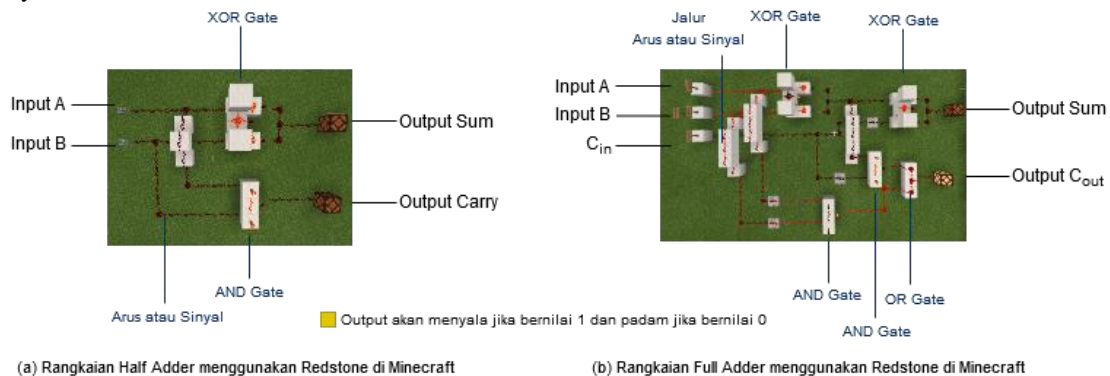 XOR Gate
Input A
Input B
Output Sum
Output Carry
AND Gate
Arus atau Sinyal
Jalur
Arus atau Sinyal
XOR Gate
XOR Gate
Input A
Input B
Cin
Output Sum
Output Cout
AND Gate
OR Gate
AND Gate
Output akan menyala jika bernilai 1 dan padam jika bernilai 0
(a) Rangkaian Half Adder menggunakan Redstone di Minecraft
(b) Rangkaian Full Adder menggunakan Redstone di Minecraft